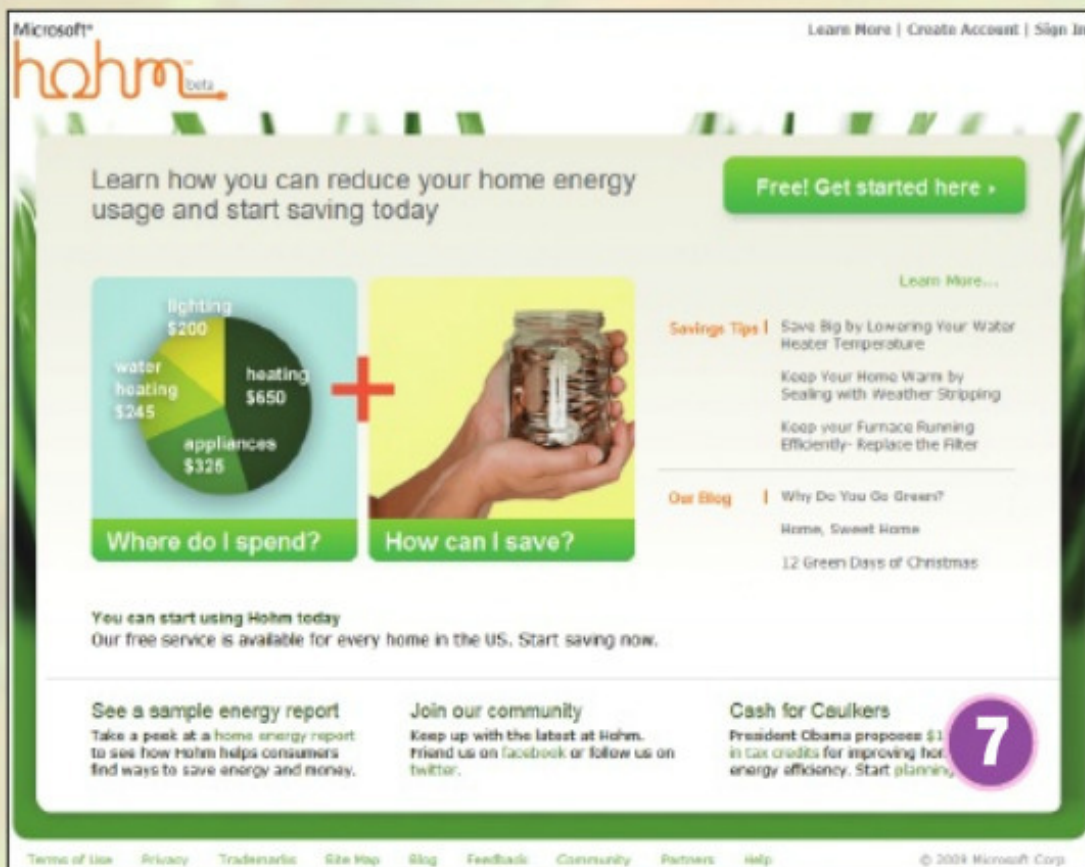 Microsoft®
hohm™
beta
Learn More | Create Account | Sign In
Learn how you can reduce your home energy
usage and start saving today
Free! Get started here ›
lighting
$200
water
heating
$245
heating
$650
appliances
$325
Where do I spend?
How can I save?
Learn More...
Savings Tips | Save Big by Lowering Your Water
Heater Temperature
Keep Your Home Warm by
Sealing with Weather Stripping
Keep your Furnace Running
Efficiently- Replace the Filter
Our Blog | Why Do You Go Green?
Home, Sweet Home
12 Green Days of Christmas
You can start using Hohm today
Our free service is available for every home in the US. Start saving now.
See a sample energy report
Take a peek at a home energy report
to see how Hohm helps consumers
find ways to save energy and money.
Join our community
Keep up with the latest at Hohm.
Friend us on facebook or follow us on
twitter.
Cash for Caulkers
President Obama proposes
in tax credits for improving
energy efficiency. Start planning
7
Terms of Use Privacy Trademarks Site Map Blog Feedback Community Partners Help
© 2009 Microsoft Corp.